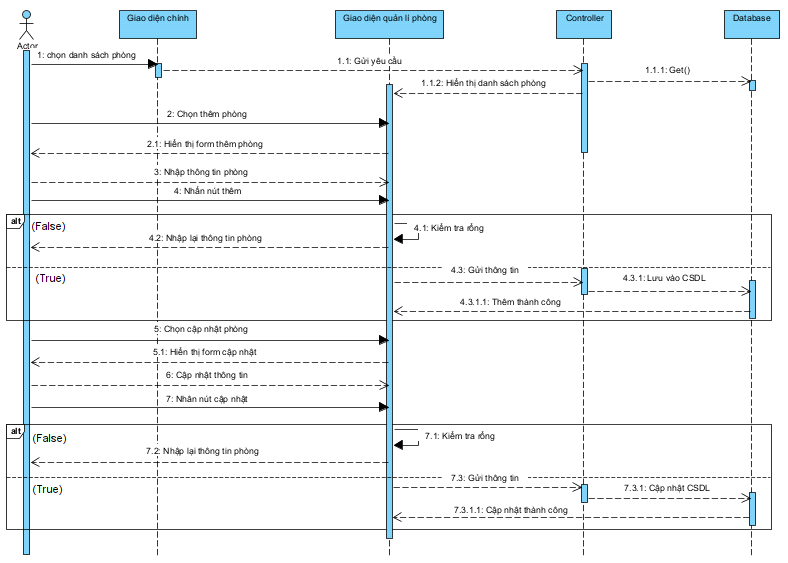 Giao diện chính
Giao diện quản lí phòng
Controller
Database
Actor
1: chọn danh sách phòng
1.1: Gửi yêu cầu
1.1.1: Get()
1.1.2: Hiển thị danh sách phòng
2: Chọn thêm phòng
2.1: Hiển thị form thêm phòng
3: Nhập thông tin phòng
4: Nhấn nút thêm
alt
(False)
4.1: Kiểm tra rỗng
4.2: Nhập lại thông tin phòng
(True)
4.3: Gửi thông tin
4.3.1: Lưu vào CSDL
4.3.1.1: Thêm thành công
5: Chọn cập nhật phòng
5.1: Hiển thị form cập nhật
6: Cập nhật thông tin
7: Nhân nút cập nhật
alt
(False)
7.1: Kiểm tra rỗng
7.2: Nhập lại thông tin phòng
(True)
7.3: Gửi thông tin
7.3.1: Cập nhật CSDL
7.3.1.1: Cập nhật thành công